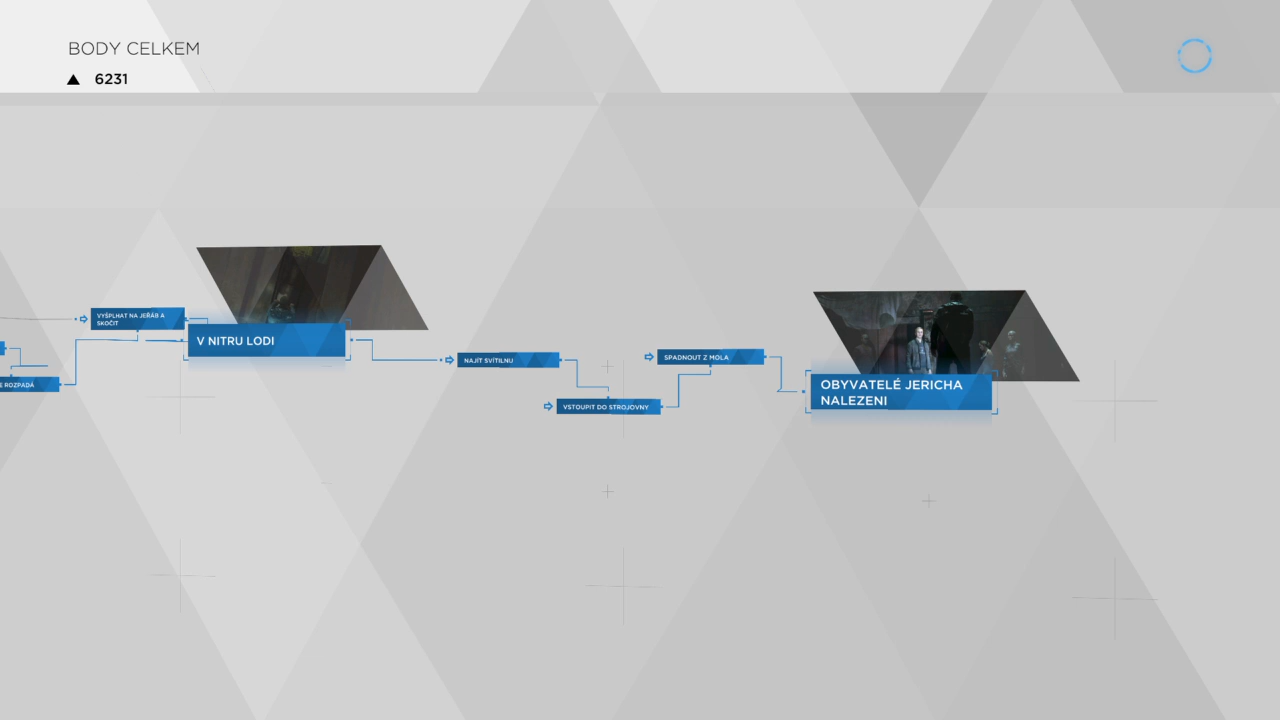 BODY CELKEM
6231
VYŠPLHAT NA JEŘÁB A
SKOČIT
V NITRU LODI
E ROZPADÁ
NAJÍT SVÍTILNU
VSTOUPIT DO STROJOVNY
SPADNOUT Z MOLA
OBYVATELÉ JERICHA
NALEZENI